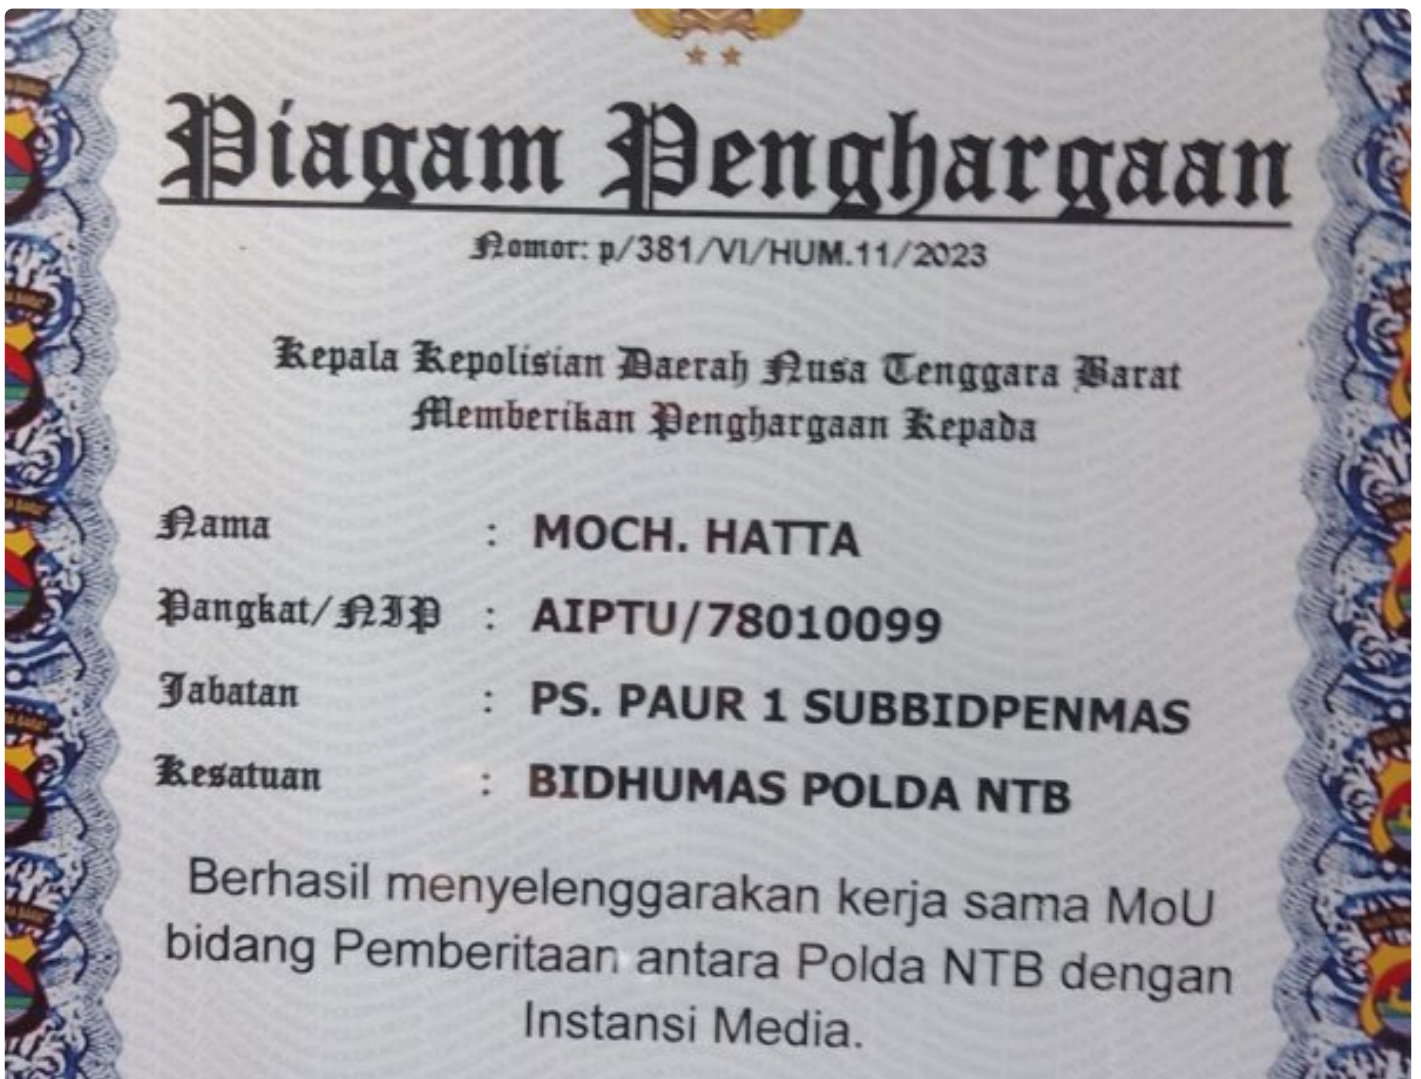 Piagam Penghargaan
Nomor: p/381/VI/HUM.11/2023
Kepala Kepolisian Daerah Nusa Tenggara Barat
Memberikan Penghargaan Kepada
Nama : MOCH. HATTA
Pangkat/NIP : AIPTU/78010099
Jabatan : PS. PAUR 1 SUBBIDPENMAS
Kesatuan : BIDHUMAS POLDA NTB
Berhasil menyelenggarakan kerja sama MoU
bidang Pemberitaan antara Polda NTB dengan
Instansi Media.